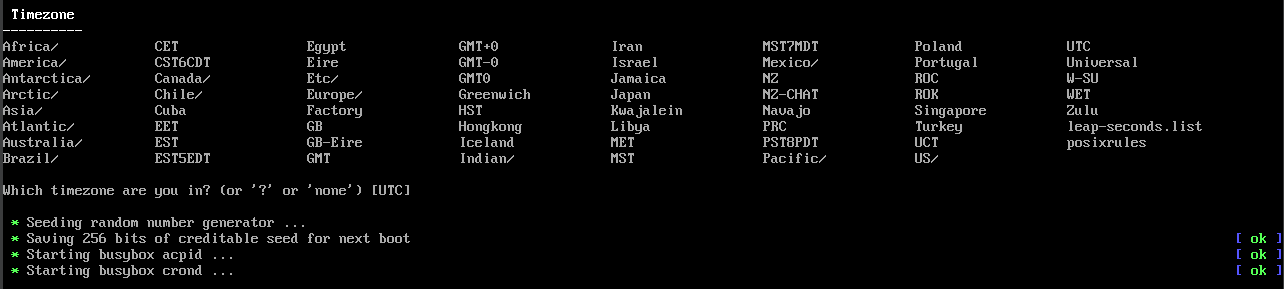 Timezone
----------
Africa/ CET Egypt GMT+0 Iran MST7MDT Poland UTC
America/ CST6CDT Eire GMT-0 Israel Mexico/ Portugal Universal
Antarctica/ Canada/ Etc/ GMT0 Jamaica NZ ROC W-SU
Arctic/ Chile/ Europe/ Greenwich Japan NZ-CHAT ROK WET
Asia/ Cuba Factory HST Kwajalein Navajo Singapore Zulu
Atlantic/ EET GB Hongkong Libya PRC Turkey leap-seconds.list
Australia/ EST GB-Eire Iceland MET PST8PDT UCT posixrules
Brazil/ EST5EDT GMT Indian/ MST Pacific/ US/
Which timezone are you in? (or '?' or 'none') [UTC]
* Seeding random number generator ...
* Saving 256 bits of creditable seed for next boot [ ok ]
* Starting busybox acpid ... [ ok ]
* Starting busybox crond ... [ ok ]